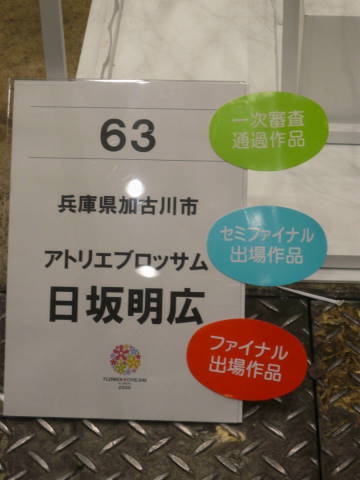 63
兵庫県加古川市
アトリエブロッサム
日坂明広
FLOWER DREAM
一次審査
通過作品
セミファイナル
出場作品
ファイナル
出場作品